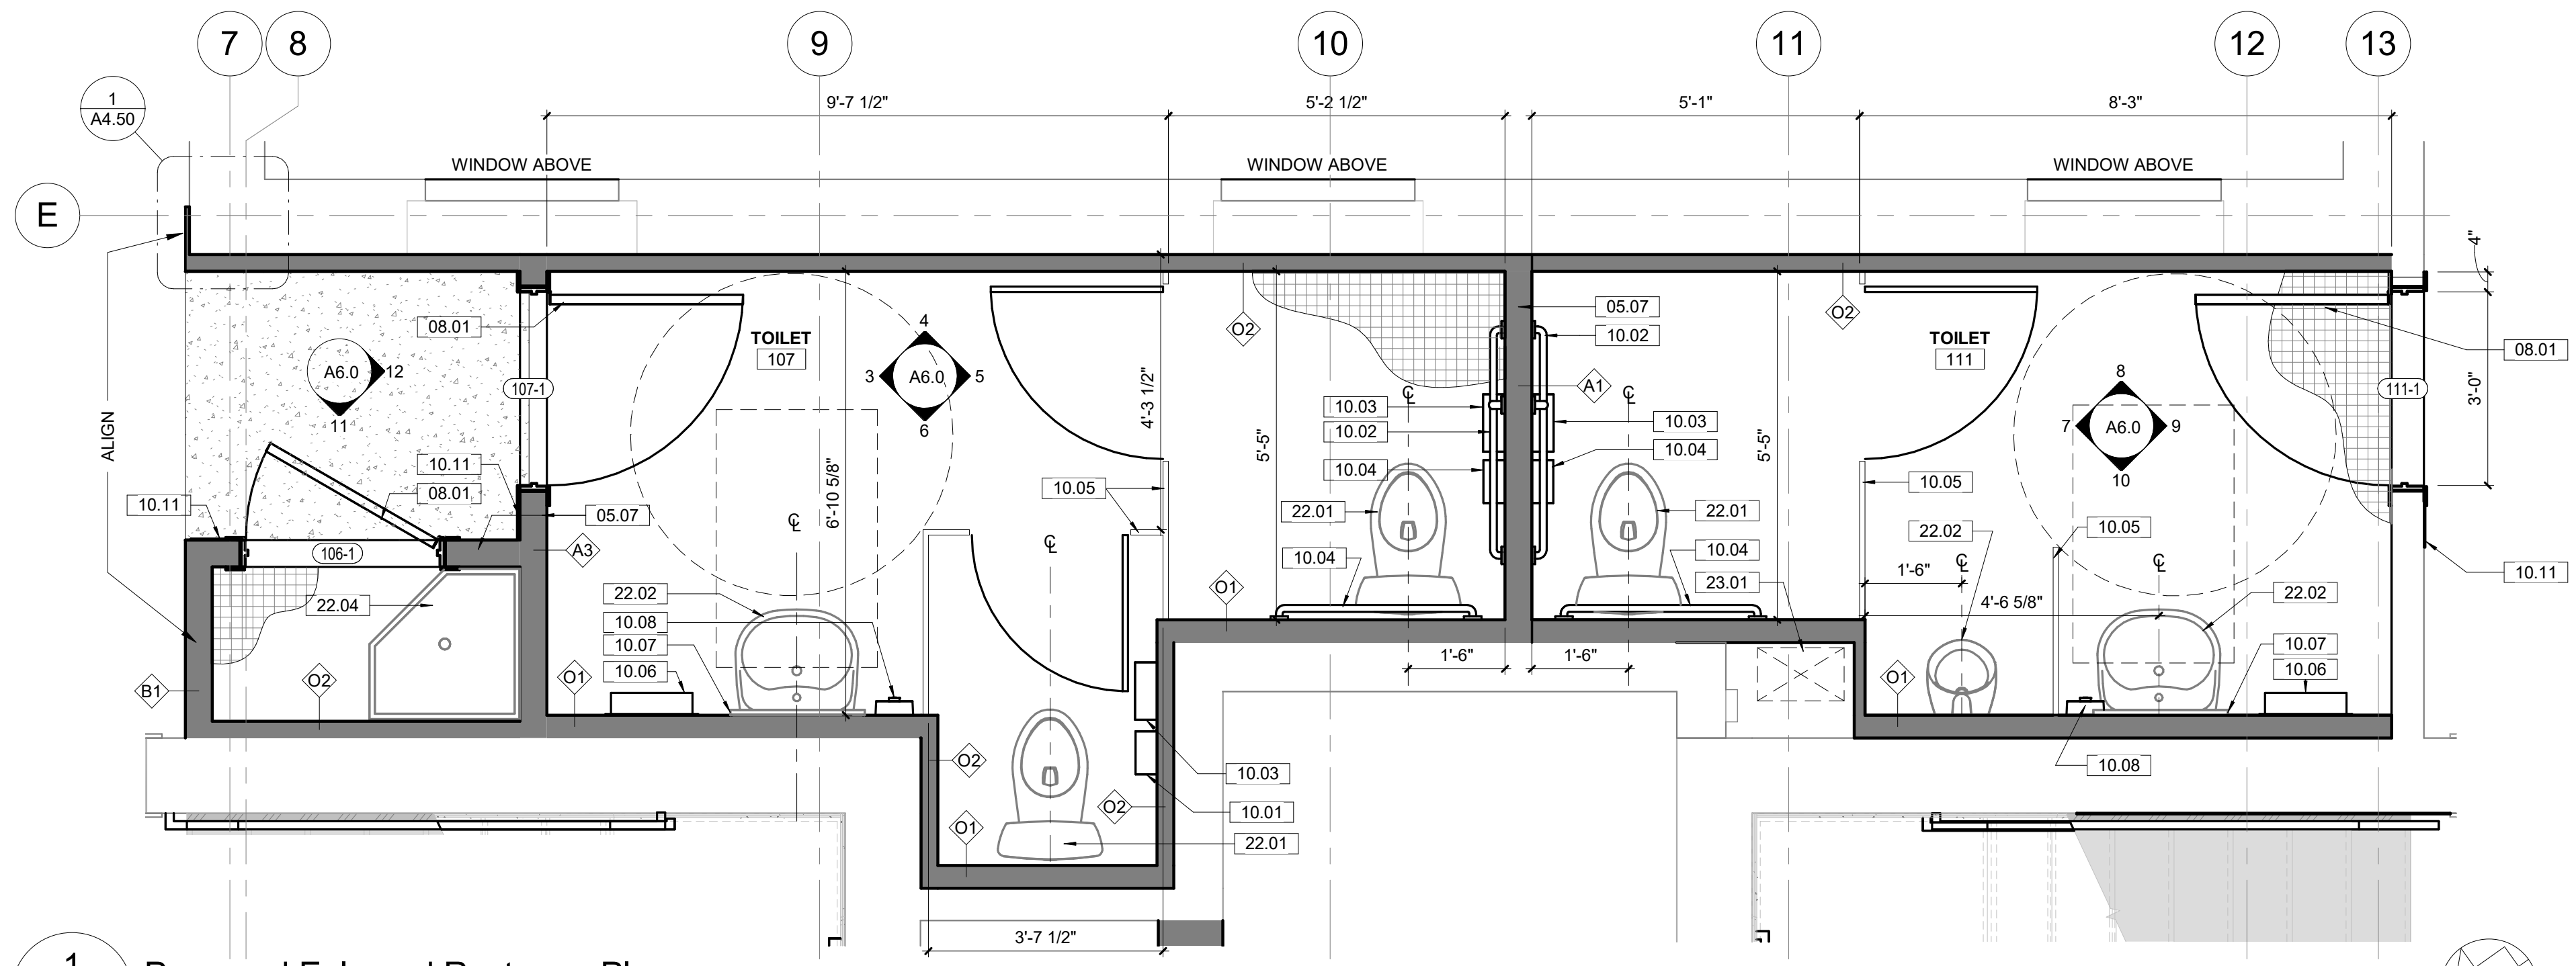 7 8 9 10 11 12 13
1
A4.50
9'-7 1/2" 5'-2 1/2" 5'-1" 8'-3"
WINDOW ABOVE WINDOW ABOVE WINDOW ABOVE
E
4"
08.01
TOILET
107
4
3 A6.0 5
6
O2
05.07
10.02
A1
O2
TOILET
111
08.01
A6.0 12
11
107-1
4'-3 1/2"
5'-5"
10.03
10.02
10.04
℄
℄
10.03
10.04
5'-5"
8
7 A6.0 9
10
111-1
3'-0"
ALIGN
10.11
08.01
10.11
05.07
106-1
A3
℄
6'-10 5/8"
℄
10.05
22.01
22.01
10.05
22.02
10.05
℄
℄
10.04
10.04
23.01
1'-6"
4'-6 5/8"
10.11
22.04
22.02
10.08
10.07
10.06
O1
22.02
10.07
10.06
B1
O2
O1
1'-6" 1'-6"
O1
O2
10.03
10.08
O2
10.01
O1
22.01
3'-7 1/2"
1